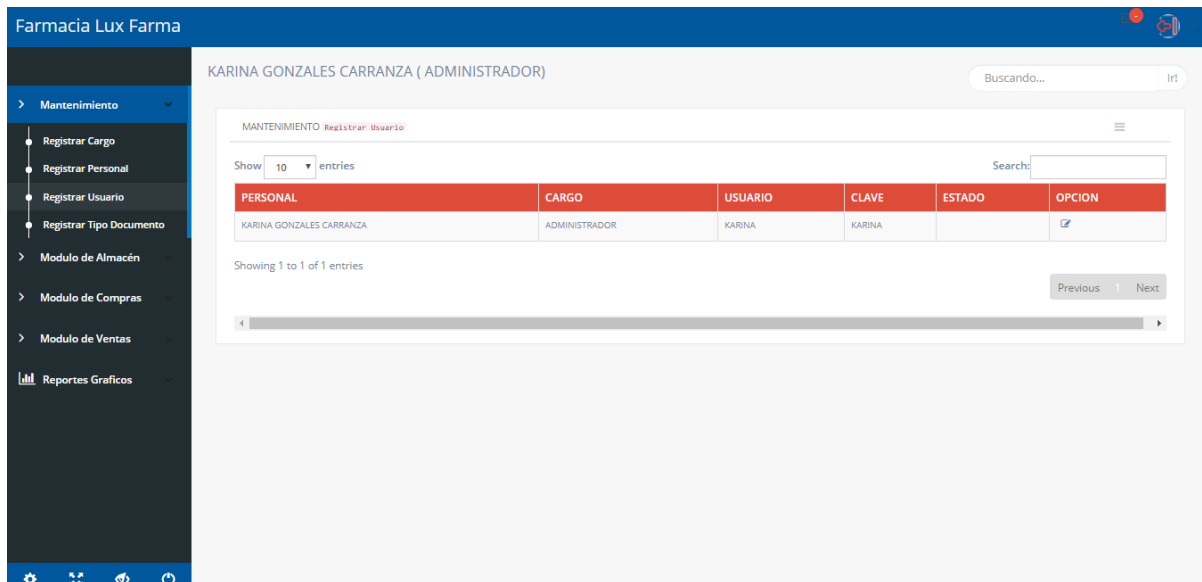 Farmacia Lux Farma
-
KARINA GONZALES CARRANZA ( ADMINISTRADOR)
Buscando... Ir!
Mantenimiento
Registrar Cargo
Registrar Personal
Registrar Usuario
Registrar Tipo Documento
Modulo de Almacén
Modulo de Compras
Modulo de Ventas
Reportes Graficos
MANTENIMIENTO Registrar Usuario
Show 10 entries Search:
PERSONAL CARGO USUARIO CLAVE ESTADO OPCION
KARINA GONZALES CARRANZA ADMINISTRADOR KARINA KARINA
Showing 1 to 1 of 1 entries
Previous 1 Next